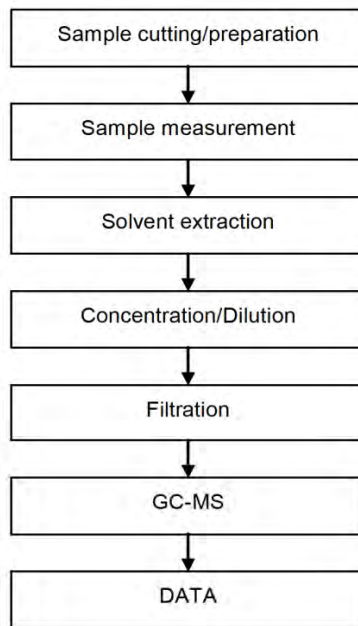 Sample cutting/preparation
Sample measurement
Solvent extraction
Concentration/Dilution
Filtration
GC-MS
DATA